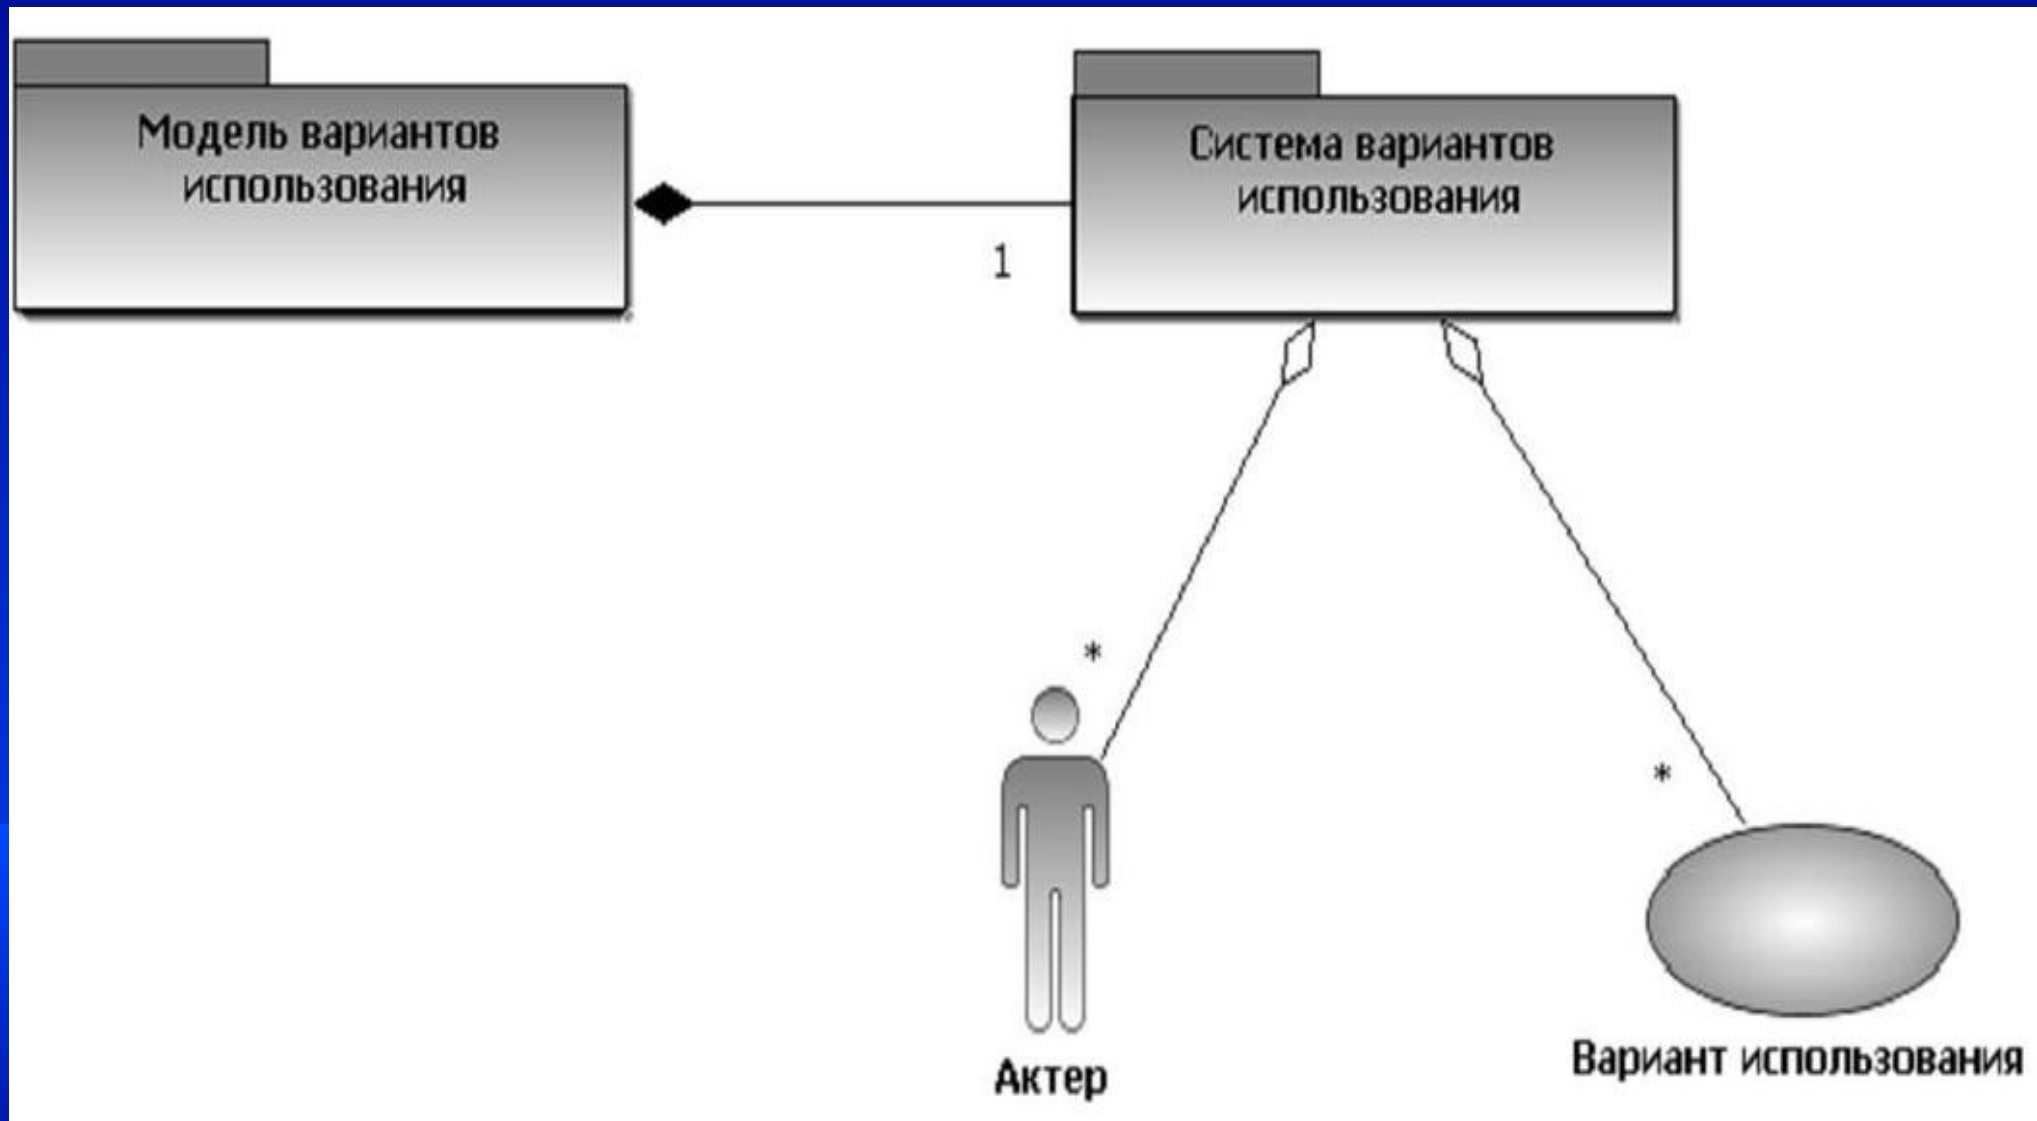 Модель вариантов
использования
Система вариантов
использования
1
*
*
Актер
Вариант использования